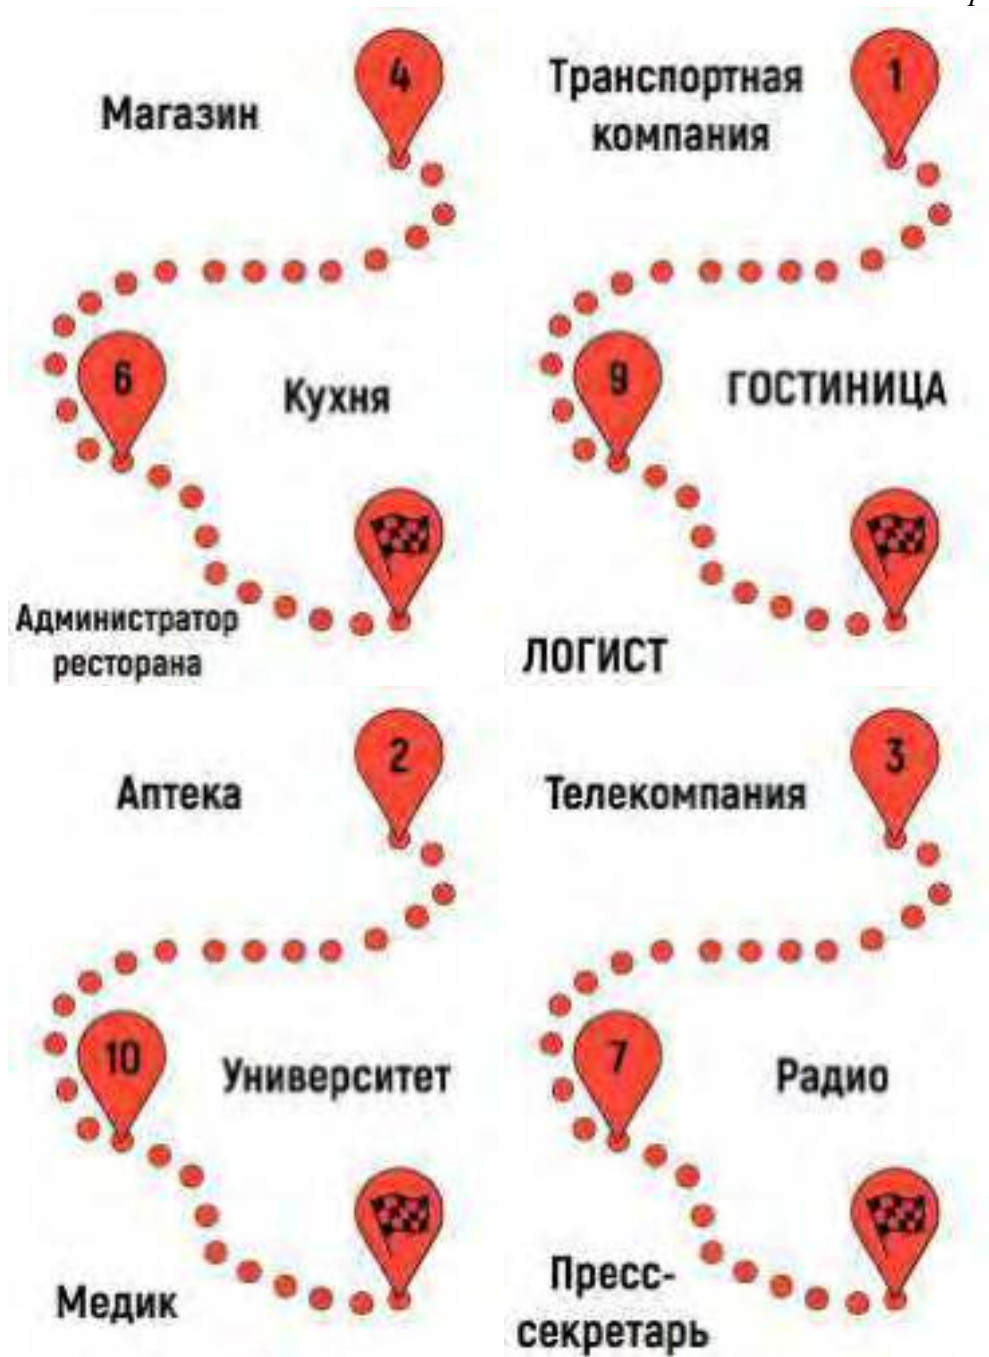 4
Магазин
6
Кухня
Администратор
ресторана
1
Транспортная
компания
9
ГОСТИНИЦА
ЛОГИСТ
2
Аптека
10
Университет
Медик
3
Телекомпания
7
Радио
Пресс-
секретарь